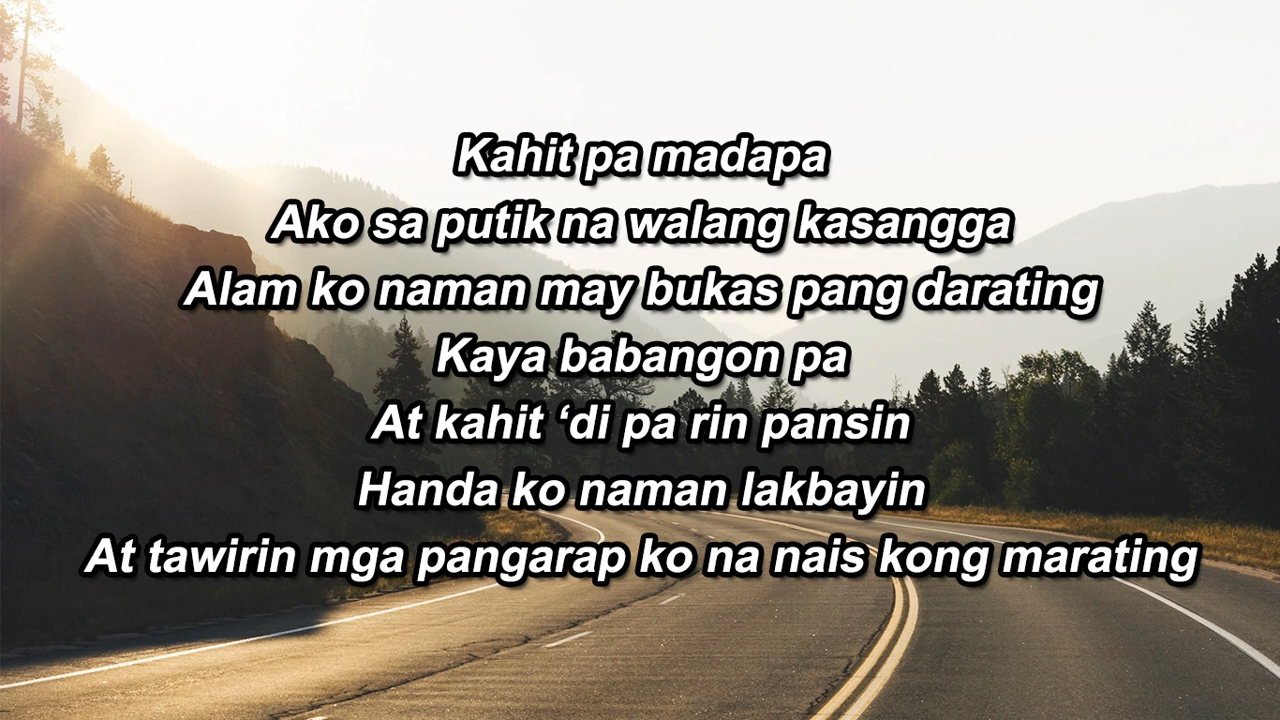 Kahit pa madapa
Ako sa putik na walang kasangga
Alam ko naman may bukas pang darating
Kaya babangon pa
At kahit ‘di pa rin pansin
Handa ko naman lakbayin
At tawirin mga pangarap ko na nais kong marating